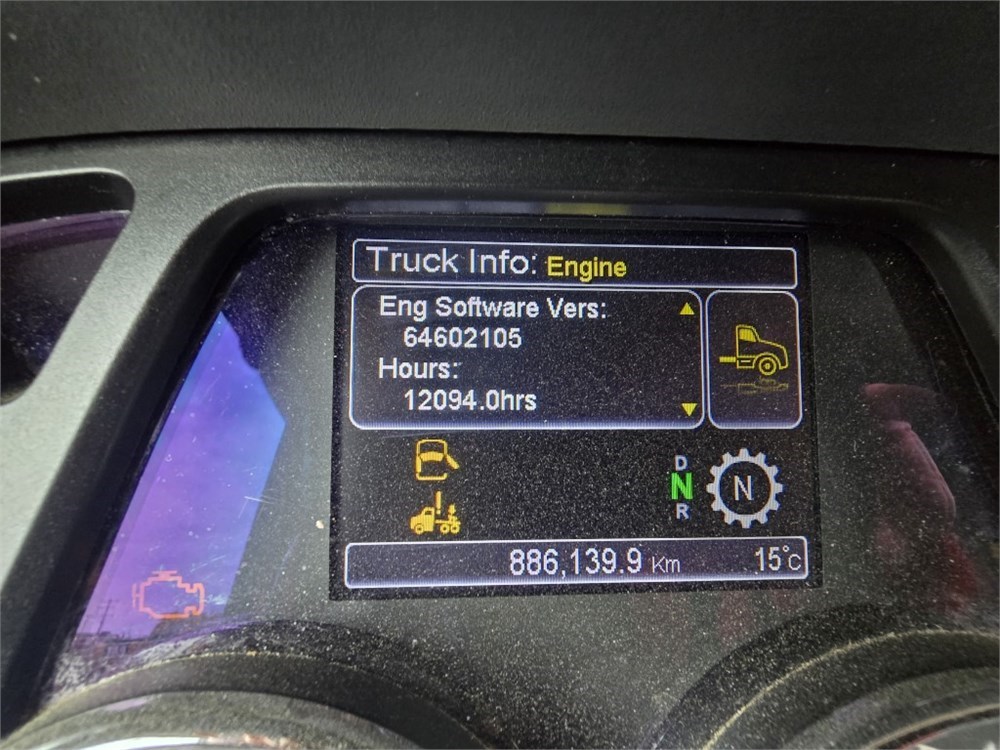 Truck Info: Engine
Eng Software Vers:
64602105
Hours:
12094.0hrs
D
N
R
N
886,139.9 Km
15°C